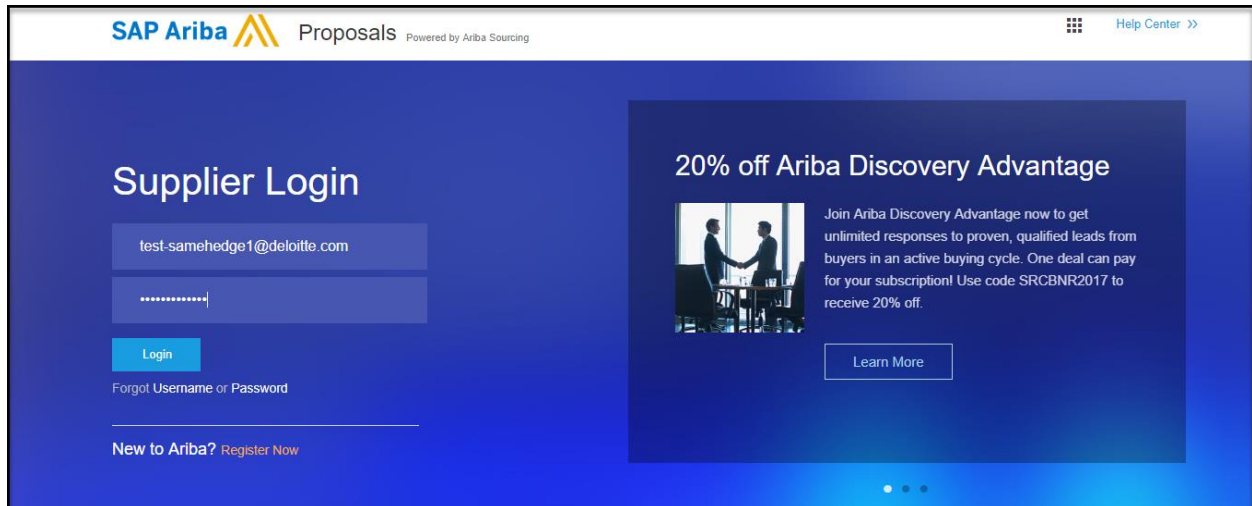 SAP Ariba Proposals Powered by Ariba Sourcing
Help Center >>
Supplier Login
test-samehedge1@deloitte.com
•••••••••••••
Login
Forgot Username or Password
New to Ariba? Register Now
20% off Ariba Discovery Advantage
Join Ariba Discovery Advantage now to get
unlimited responses to proven, qualified leads from
buyers in an active buying cycle. One deal can pay
for your subscription! Use code SRCBNR2017 to
receive 20% off.
Learn More